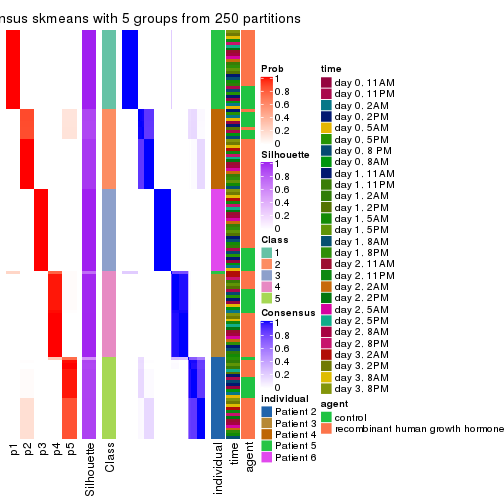 nsus skmeans with 5 groups from 250 partitions
Prob
1
0.8
0.6
0.4
0.2
0
Silhouette
1
0.8
0.6
0.4
0.2
0
Class
1
2
3
4
5
Consensus
1
0.8
0.6
0.4
0.2
0
individual
Patient 2
Patient 3
Patient 4
Patient 5
Patient 6
time
day 0. 11AM
day 0. 11PM
day 0. 2AM
day 0. 2PM
day 0. 5AM
day 0. 5PM
day 0. 8 PM
day 0. 8AM
day 1. 11AM
day 1. 11PM
day 1. 2AM
day 1. 2PM
day 1. 5AM
day 1. 5PM
day 1. 8AM
day 1. 8PM
day 2. 11AM
day 2. 11PM
day 2. 2AM
day 2. 2PM
day 2. 5AM
day 2. 5PM
day 2. 8AM
day 2. 8PM
day 3. 2AM
day 3. 2PM
day 3. 8AM
day 3. 8PM
agent
control
recombinant human growth hormone
p1
p2
p3
p4
p5
Silhouette
Class
individual
time
agent